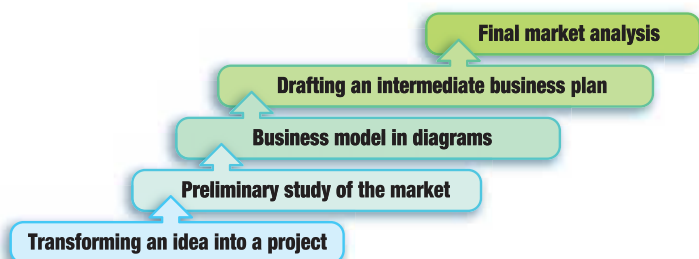 Final market analysis
Drafting an intermediate business plan
Business model in diagrams
Preliminary study of the market
Transforming an idea into a project